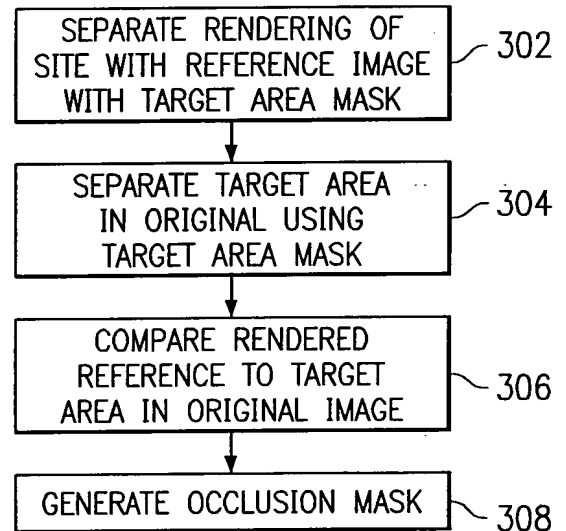 SEPARATE RENDERING OF
SITE WITH REFERENCE IMAGE
WITH TARGET AREA MASK
302
SEPARATE TARGET AREA
IN ORIGINAL USING
TARGET AREA MASK
304
COMPARE RENDERED
REFERENCE TO TARGET
AREA IN ORIGINAL IMAGE
306
GENERATE OCCLUSION MASK
308